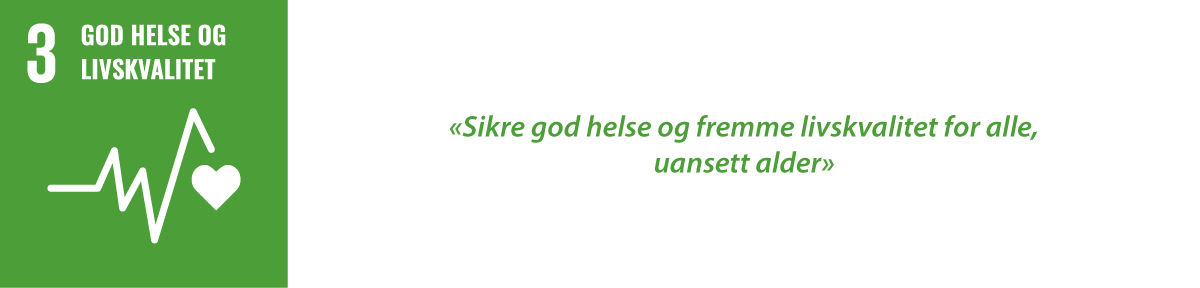 3
GOD HELSE OG
LIVSKVALITET
«Sikre god helse og fremme livskvalitet for alle,
uansett alder»